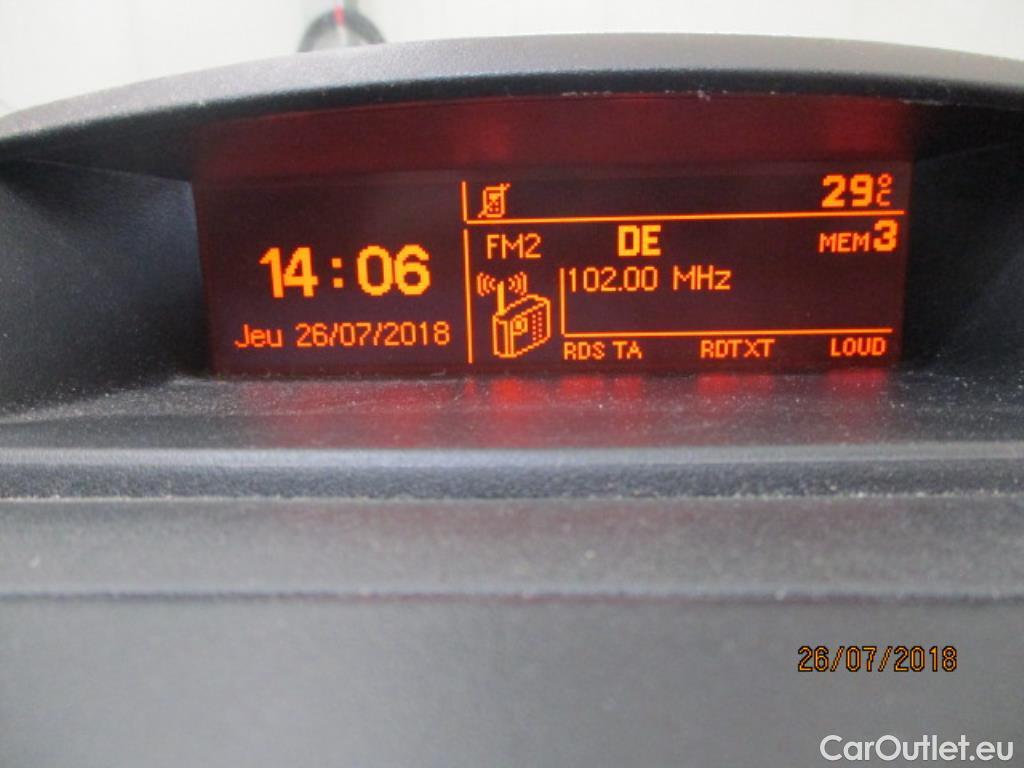 29°C
FM2 DE MEM3
14:06
102.00 MHz
Jeu 26/07/2018
RDS TA RDTXT LOUD
26/07/2018
CarOutlet.eu